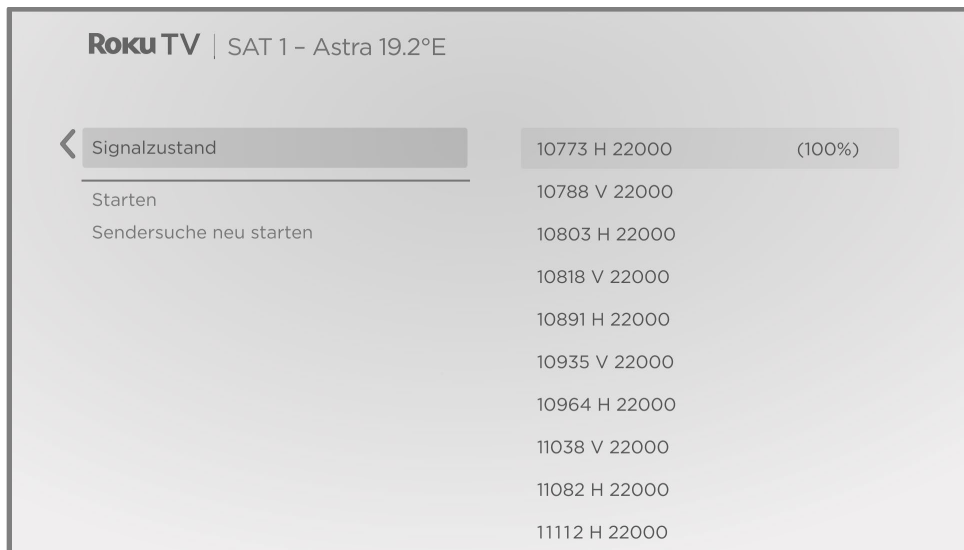 Roku TV | SAT 1 – Astra 19.2°E
Signalzustand
Starten
Sendersuche neu starten
10773 H 22000 (100%)
10788 V 22000
10803 H 22000
10818 V 22000
10891 H 22000
10935 V 22000
10964 H 22000
11038 V 22000
11082 H 22000
11112 H 22000